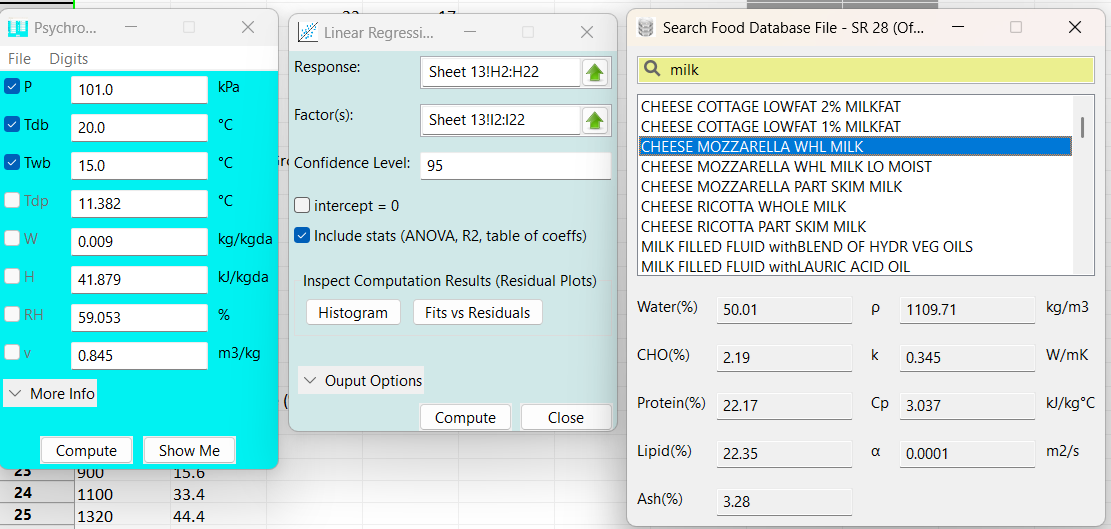 Psychro...
File Digits
P 101.0 kPa
Tdb 20.0 °C
Twb 15.0 °C
Tdp 11.382 °C
W 0.009 kg/kgda
H 41.879 kJ/kgda
RH 59.053 %
v 0.845 m3/kg
More Info
Compute Show Me
Linear Regressi...
Response: Sheet 13!H2:H22
Factor(s): Sheet 13!I2:I22
Confidence Level: 95
intercept = 0
Include stats (ANOVA, R2, table of coeffs)
Inspect Computation Results (Residual Plots)
Histogram Fits vs Residuals
Ouput Options
Compute Close
Search Food Database File - SR 28 (Of...
milk
CHEESE COTTAGE LOWFAT 2% MILKFAT
CHEESE COTTAGE LOWFAT 1% MILKFAT
CHEESE MOZZARELLA WHL MILK
CHEESE MOZZARELLA WHL MILK LO MOIST
CHEESE MOZZARELLA PART SKIM MILK
CHEESE RICOTTA WHOLE MILK
CHEESE RICOTTA PART SKIM MILK
MILK FILLED FLUID withBLEND OF HYDR VEG OILS
MILK FILLED FLUID withLAURIC ACID OIL
Water(%) 50.01 ρ 1109.71 kg/m3
CHO(%) 2.19 k 0.345 W/mK
Protein(%) 22.17 Cp 3.037 kJ/kg°C
Lipid(%) 22.35 α 0.0001 m2/s
Ash(%) 3.28
23 900 15.6
24 1100 33.4
25 1320 44.4